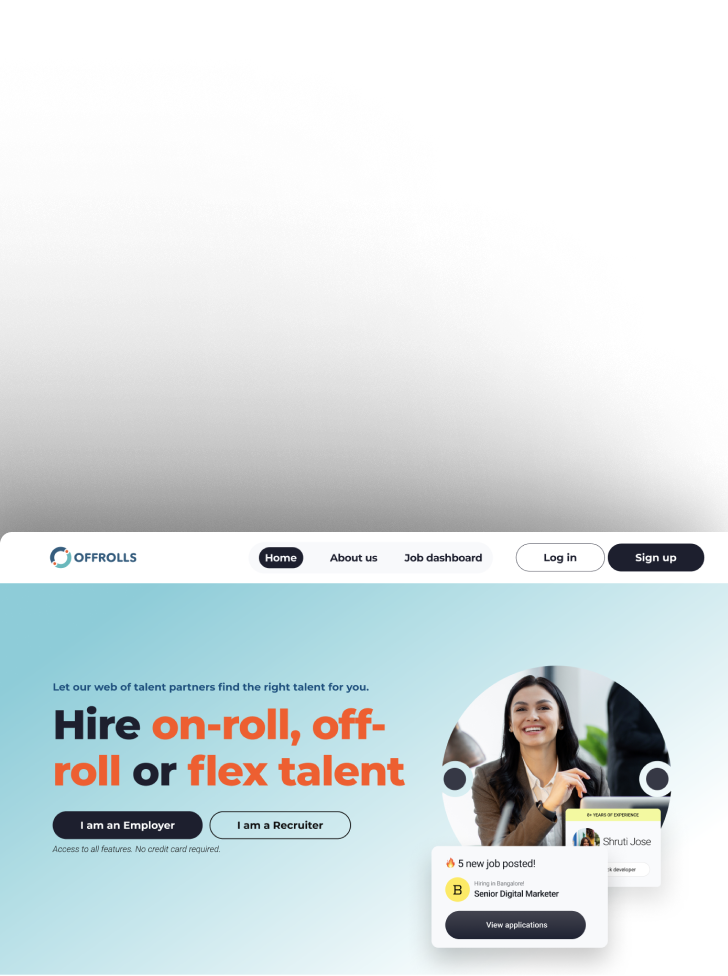 OFFROLLS
Home
About us
Job dashboard
Log in
Sign up
Let our web of talent partners find the right talent for you.
Hire on-roll, off-
roll or flex talent
I am an Employer
I am a Recruiter
Access to all features. No credit card required.
6+ YEARS OF EXPERIENCE
Shruti Jose
ck developer
🔥 5 new job posted!
B
Hiring in Bangalore!
Senior Digital Marketer
View applications